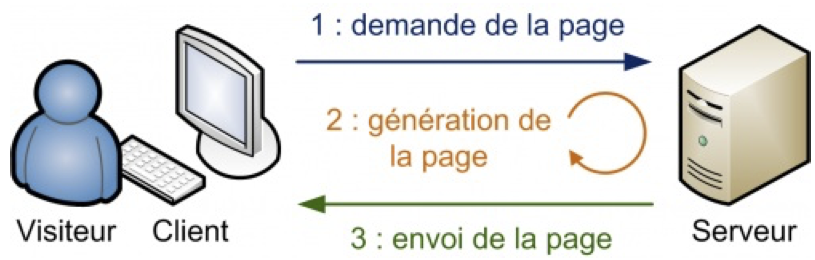 1 : demande de la page
2 : génération de
la page
3 : envoi de la page
Visiteur
Client
Serveur